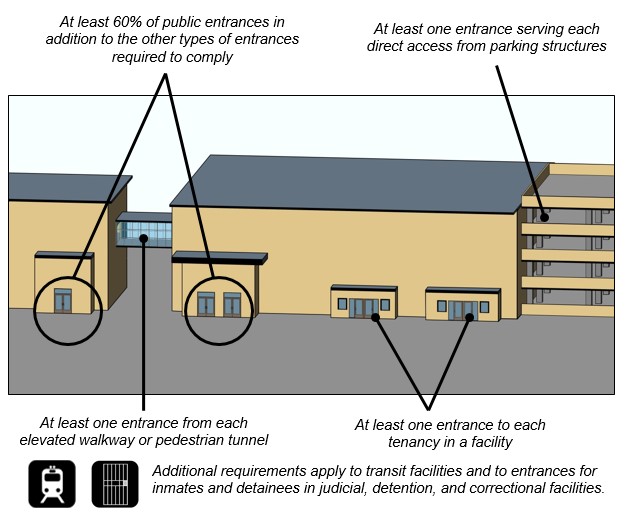 At least 60% of public entrances in
addition to the other types of entrances
required to comply
At least one entrance serving each
direct access from parking structures
At least one entrance from each
elevated walkway or pedestrian tunnel
At least one entrance to each
tenancy in a facility
Additional requirements apply to transit facilities and to entrances for
inmates and detainees in judicial, detention, and correctional facilities.